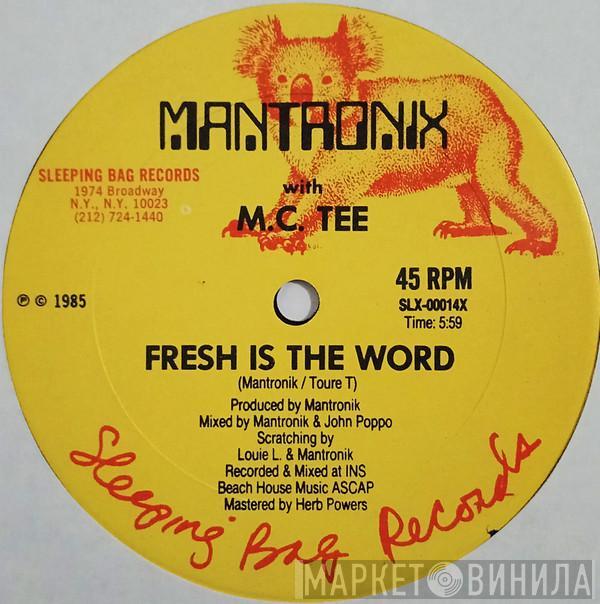 MANTRONIX
SLEEPING BAG RECORDS
1974 Broadway
N.Y., N.Y. 10023
(212) 724-1440
with
M.C. TEE
℗ © 1985
45 RPM
SLX-00014X
Time: 5:59
FRESH IS THE WORD
(Mantronik / Toure T)
Produced by Mantronik
Mixed by Mantronik & John Poppo
Scratching by
Louie L. & Mantronik
Recorded & Mixed at INS
Beach House Music ASCAP
Mastered by Herb Powers
Sleeping Bag Records
МАРКЕТ ВИНИЛА